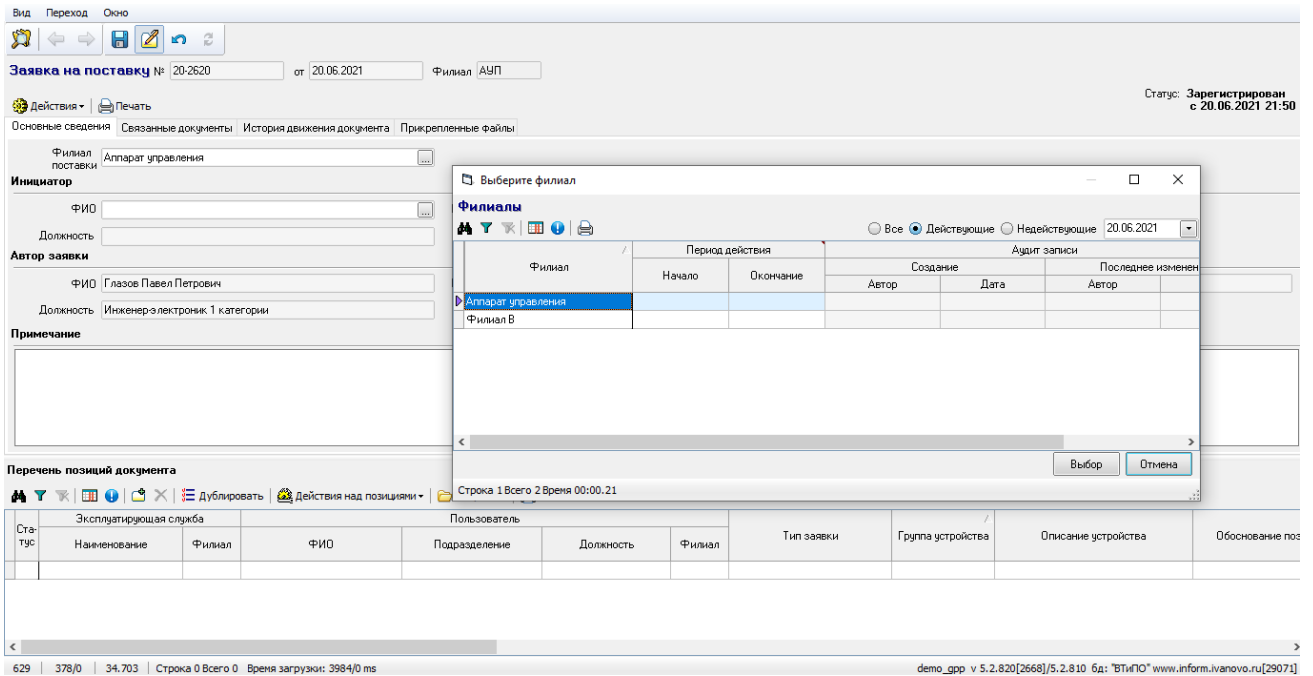 Вид Переход Окно
Заявка на поставку № 20-2620 от 20.06.2021 Филиал АУП
Статус: Зарегистрирован
с 20.06.2021 21:50
Действия Печать
Основные сведения Связанные документы История движения документа Прикрепленные файлы
Филиал поставки Аппарат управления ...
Инициатор
ФИО ...
Должность
Автор заявки
ФИО Глазов Павел Петрович
Должность Инженер-электроник 1 категории
Примечание
Выберите филиал
Филиалы
Все Действующие Недействующие 20.06.2021
Филиал Период действия Аудит записи
Начало Окончание Создание Последнее изменен
Автор Дата Автор
Аппарат управления
Филиал В
Выбор Отмена
Строка 1 Всего 2 Время 00:00.21
Перечень позиций документа
Дублировать Действия над позициями
Ста-тус Эксплуатирующая служба Пользователь Тип заявки Группа устройства Описание устройства Обоснование поз
Наименование Филиал ФИО Подразделение Должность Филиал
629 378/0 34.703 Строка 0 Всего 0 Время загрузки: 3984/0 ms demo_gpp v 5.2.820[2668]/5.2.810 бд: "ВТиПО" www.inform.ivanovo.ru[29071]